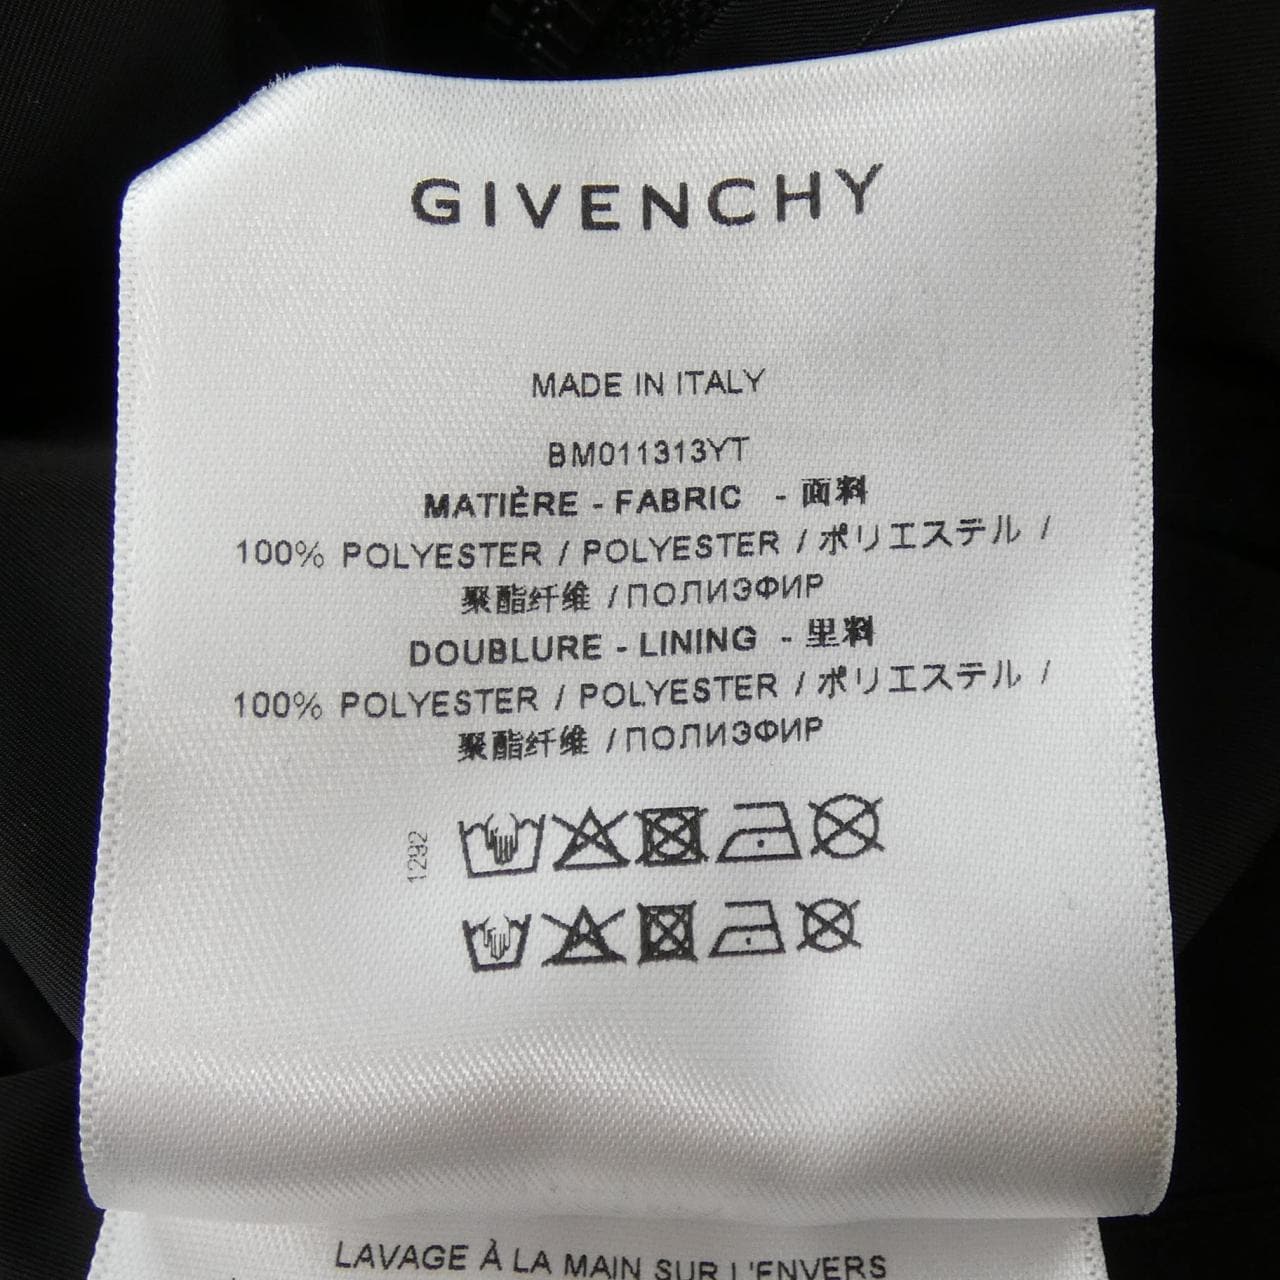 GIVENCHY
MADE IN ITALY
BM011313YT
MATIÈRE - FABRIC - 面料
100% POLYESTER / POLYESTER / ポリエステル /
聚酯纤维 / ПОЛИЭФИР
DOUBLURE - LINING - 里料
100% POLYESTER / POLYESTER / ポリエステル /
聚酯纤维 / ПОЛИЭФИР
1292
LAVAGE À LA MAIN SUR L'ENVERS